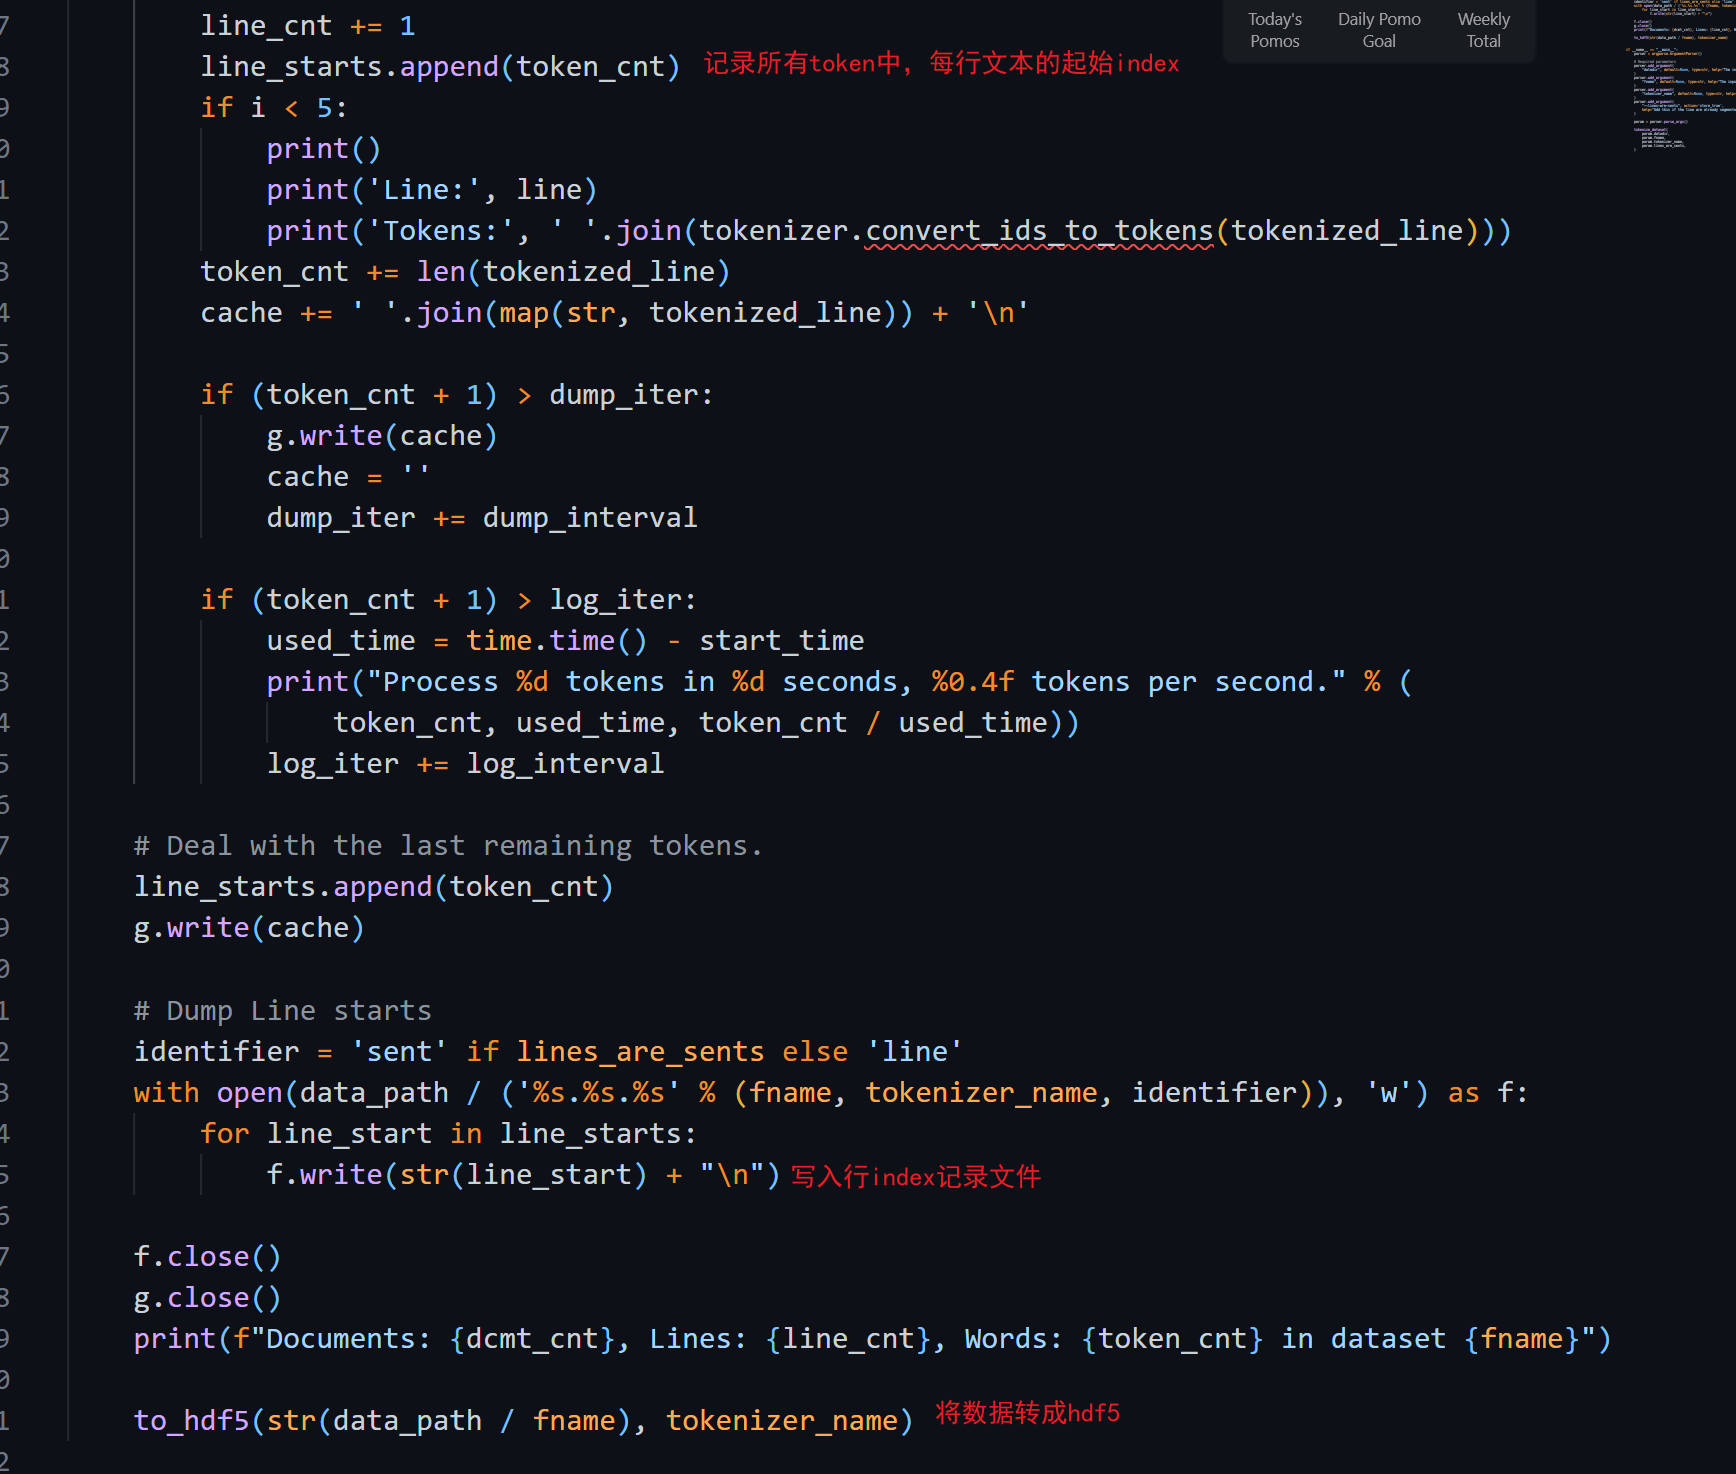 Today's Pomos
Daily Pomo Goal
Weekly Total
line_cnt += 1
line_starts.append(token_cnt) 记录所有token中，每行文本的起始index
if i < 5:
print()
print('Line:', line)
print('Tokens:', ' '.join(tokenizer.convert_ids_to_tokens(tokenized_line)))
token_cnt += len(tokenized_line)
cache += ' '.join(map(str, tokenized_line)) + '\n'
if (token_cnt + 1) > dump_iter:
g.write(cache)
cache = ''
dump_iter += dump_interval
if (token_cnt + 1) > log_iter:
used_time = time.time() - start_time
print("Process %d tokens in %d seconds, %0.4f tokens per second." % (
token_cnt, used_time, token_cnt / used_time))
log_iter += log_interval
# Deal with the last remaining tokens.
line_starts.append(token_cnt)
g.write(cache)
# Dump Line starts
identifier = 'sent' if lines_are_sents else 'line'
with open(data_path / ('%s.%s.%s' % (fname, tokenizer_name, identifier)), 'w') as f:
for line_start in line_starts:
f.write(str(line_start) + "\n") 写入行index记录文件
f.close()
g.close()
print(f"Documents: {dcmt_cnt}, Lines: {line_cnt}, Words: {token_cnt} in dataset {fname}")
to_hdf5(str(data_path / fname), tokenizer_name) 将数据转成hdf5